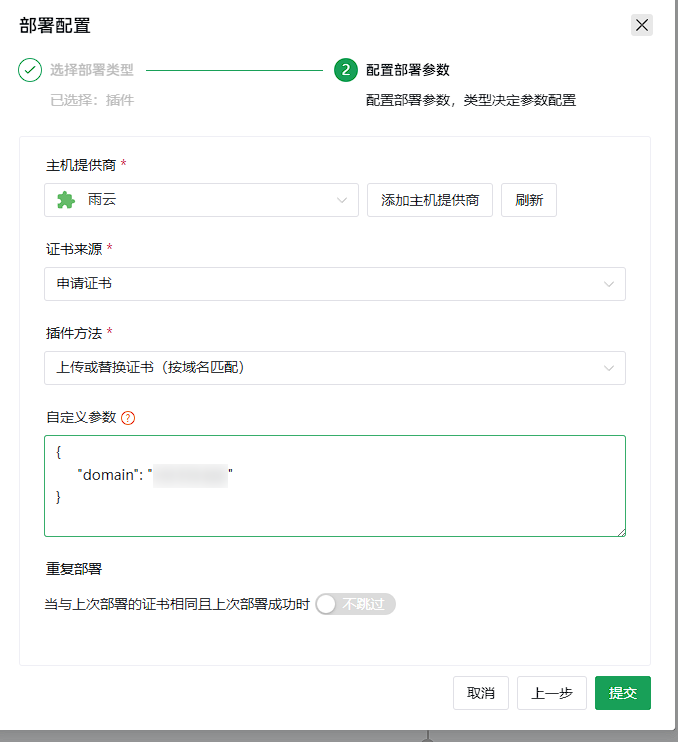 部署配置
选择部署类型
2 配置部署参数
已选择：插件
配置部署参数，类型决定参数配置
主机提供商 *
雨云 添加主机提供商 刷新
证书来源 *
申请证书
插件方法 *
上传或替换证书（按域名匹配）
自定义参数 ?
{
"domain": " "
}
重复部署
当与上次部署的证书相同且上次部署成功时 不跳过
取消 上一步 提交